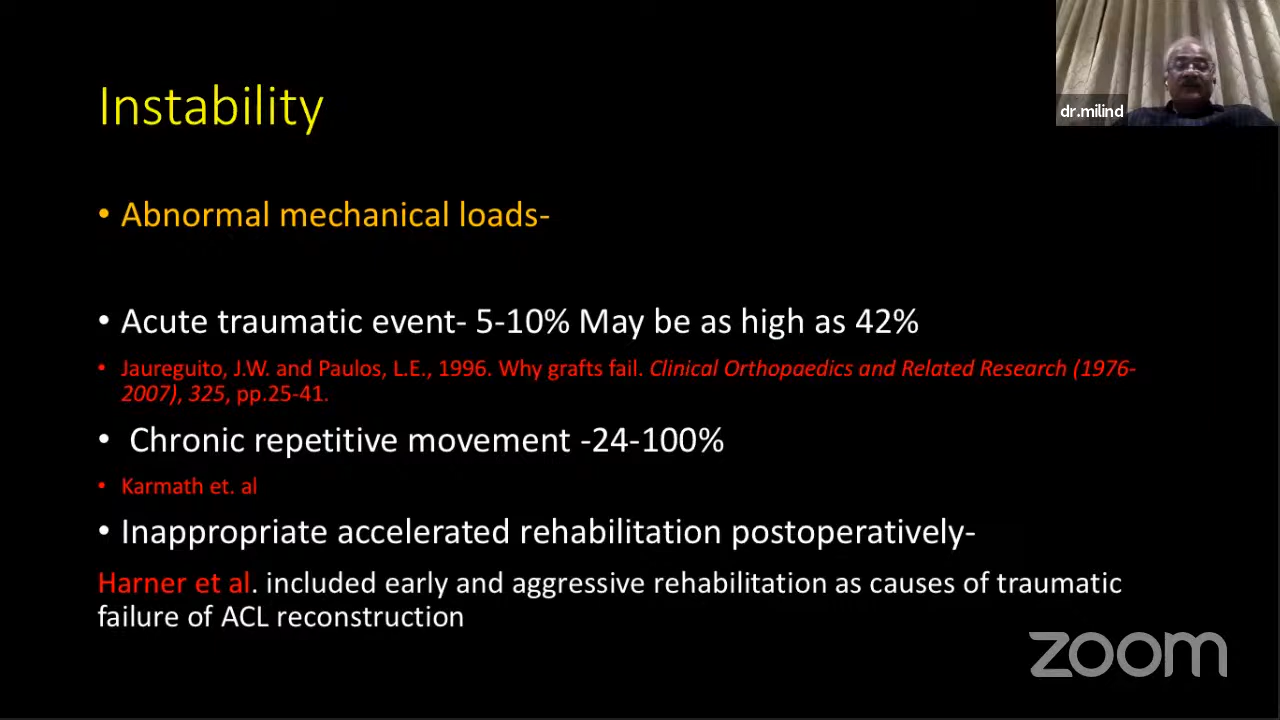 dr.milind
Instability
• Abnormal mechanical loads-
• Acute traumatic event- 5-10% May be as high as 42%
• Jaureguito, J.W. and Paulos, L.E., 1996. Why grafts fail. Clinical Orthopaedics and Related Research (1976-
2007), 325, pp.25-41.
• Chronic repetitive movement -24-100%
• Karmath et. al
• Inappropriate accelerated rehabilitation postoperatively-
Harner et al. included early and aggressive rehabilitation as causes of traumatic
failure of ACL reconstruction
zoom